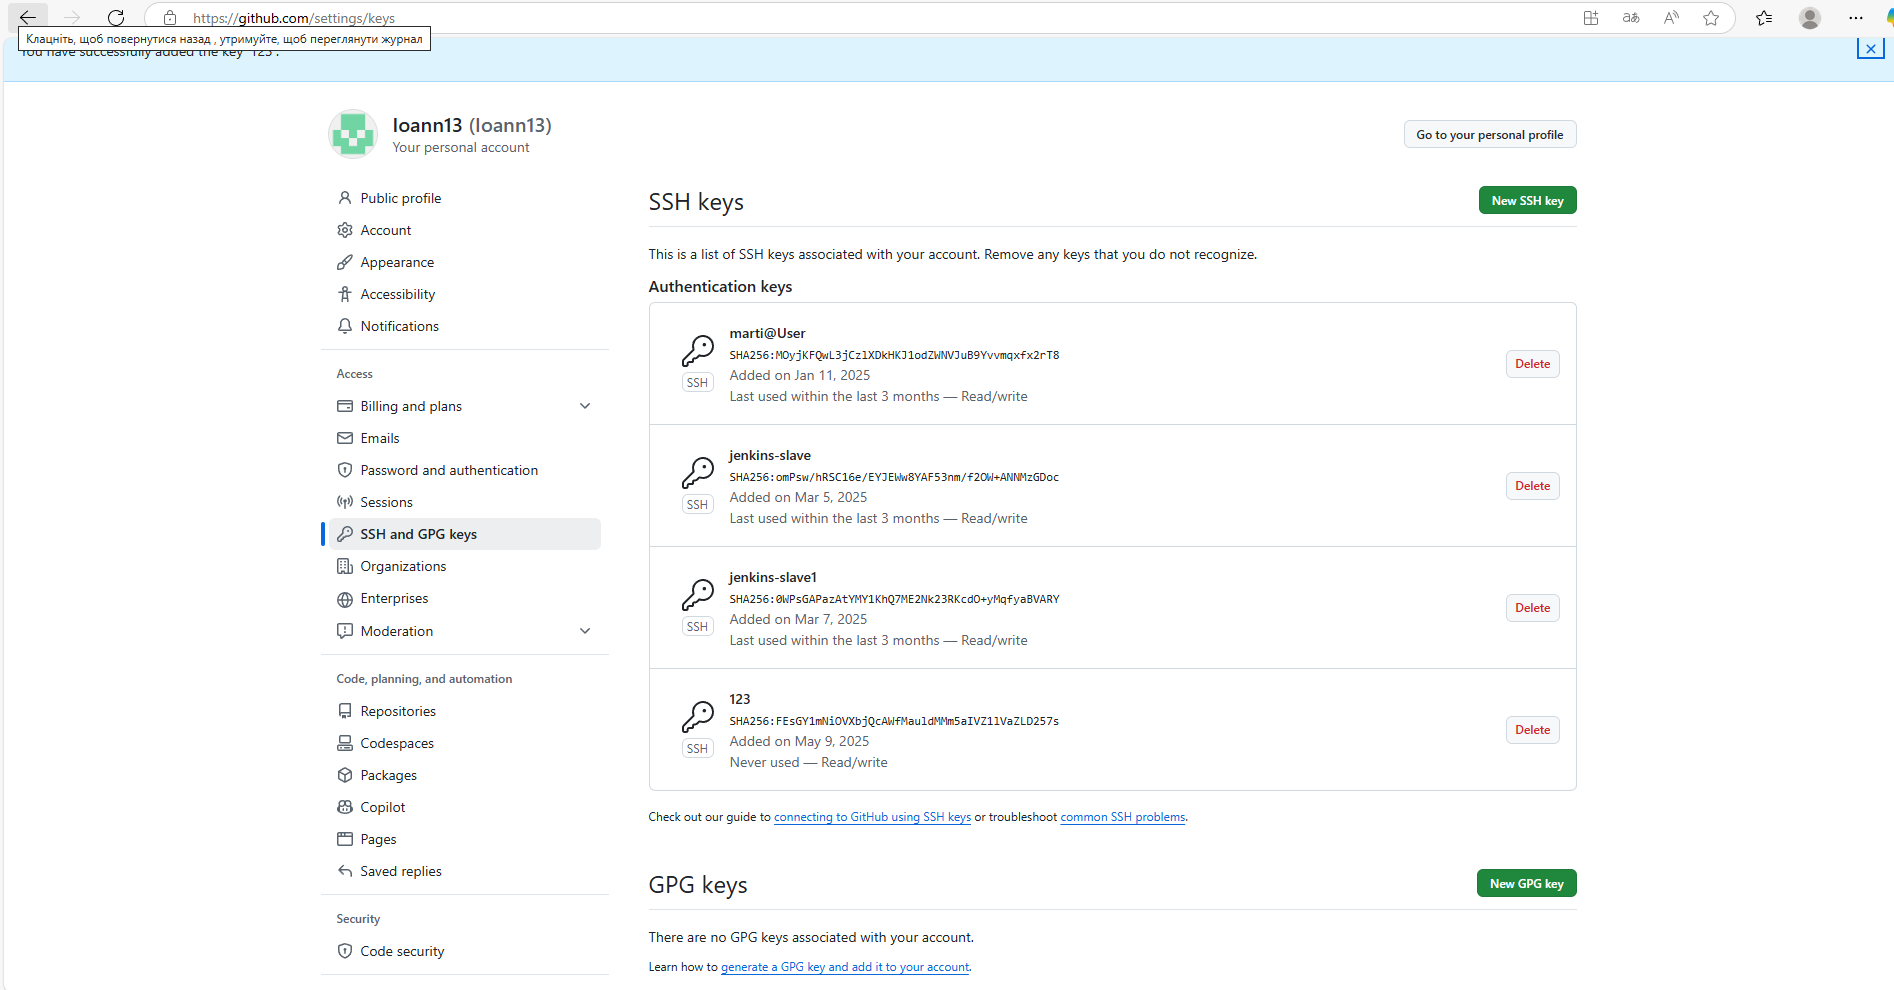 https://github.com/settings/keys
Клацніть, щоб повернутися назад , утримуйте, щоб переглянути журнал
You have successfully added the key '123'.
Ioann13 (Ioann13)
Your personal account
Go to your personal profile
Public profile
Account
Appearance
Accessibility
Notifications
Access
Billing and plans
Emails
Password and authentication
Sessions
SSH and GPG keys
Organizations
Enterprises
Moderation
Code, planning, and automation
Repositories
Codespaces
Packages
Copilot
Pages
Saved replies
Security
Code security
SSH keys
New SSH key
This is a list of SSH keys associated with your account. Remove any keys that you do not recognize.
Authentication keys
marti@User
SHA256:MOyjKFQwL3jCzlXDkHKJ1odZWNVJuB9Yvvmqxfx2rT8
Added on Jan 11, 2025
Last used within the last 3 months — Read/write
SSH
Delete
jenkins-slave
SHA256:omPsw/hRSC16e/EYJEWw8YAF53nm/f2OW+ANNMzGDoc
Added on Mar 5, 2025
Last used within the last 3 months — Read/write
SSH
Delete
jenkins-slave1
SHA256:0WPsGAPazAtYMY1KhQ7ME2Nk23RKcdO+yMqfyaBVARY
Added on Mar 7, 2025
Last used within the last 3 months — Read/write
SSH
Delete
123
SHA256:FEsGY1mNiOVXbjQcAWfMauldMMm5aIVZ1lVaZLD257s
Added on May 9, 2025
Never used — Read/write
SSH
Delete
Check out our guide to connecting to GitHub using SSH keys or troubleshoot common SSH problems.
GPG keys
New GPG key
There are no GPG keys associated with your account.
Learn how to generate a GPG key and add it to your account.